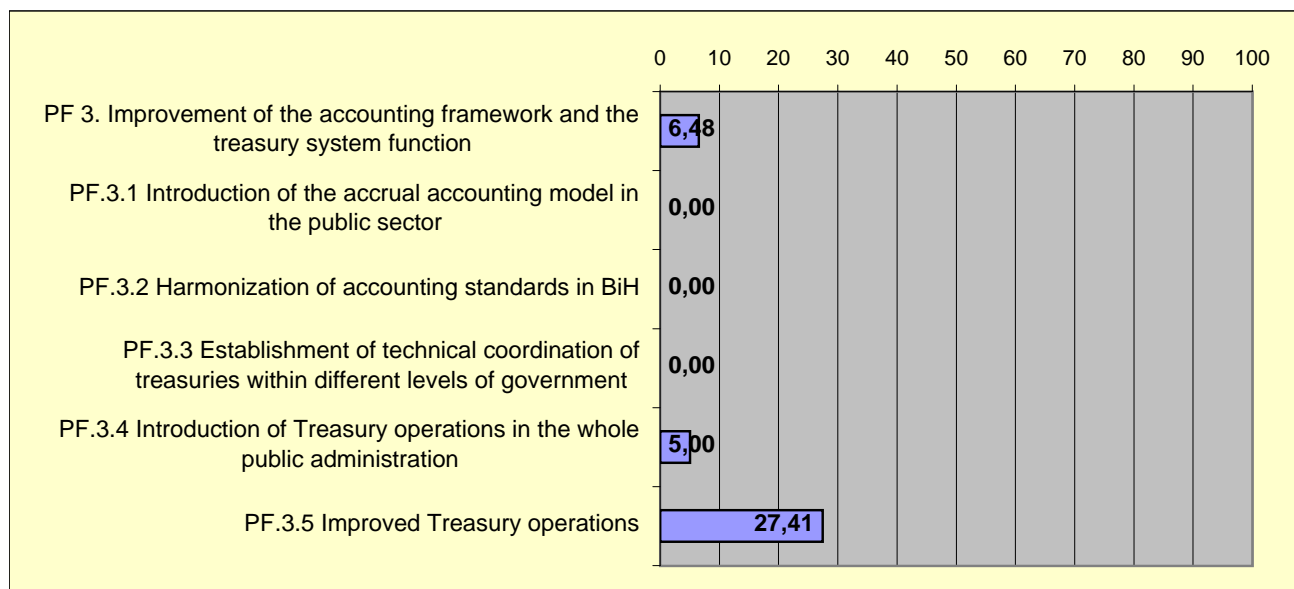 0 10 20 30 40 50 60 70 80 90 100
PF 3. Improvement of the accounting framework and the
treasury system function
6,48
PF.3.1 Introduction of the accrual accounting model in
the public sector
0,00
PF.3.2 Harmonization of accounting standards in BiH
0,00
PF.3.3 Establishment of technical coordination of
treasuries within different levels of government
0,00
PF.3.4 Introduction of Treasury operations in the whole
public administration
5,00
PF.3.5 Improved Treasury operations
27,41